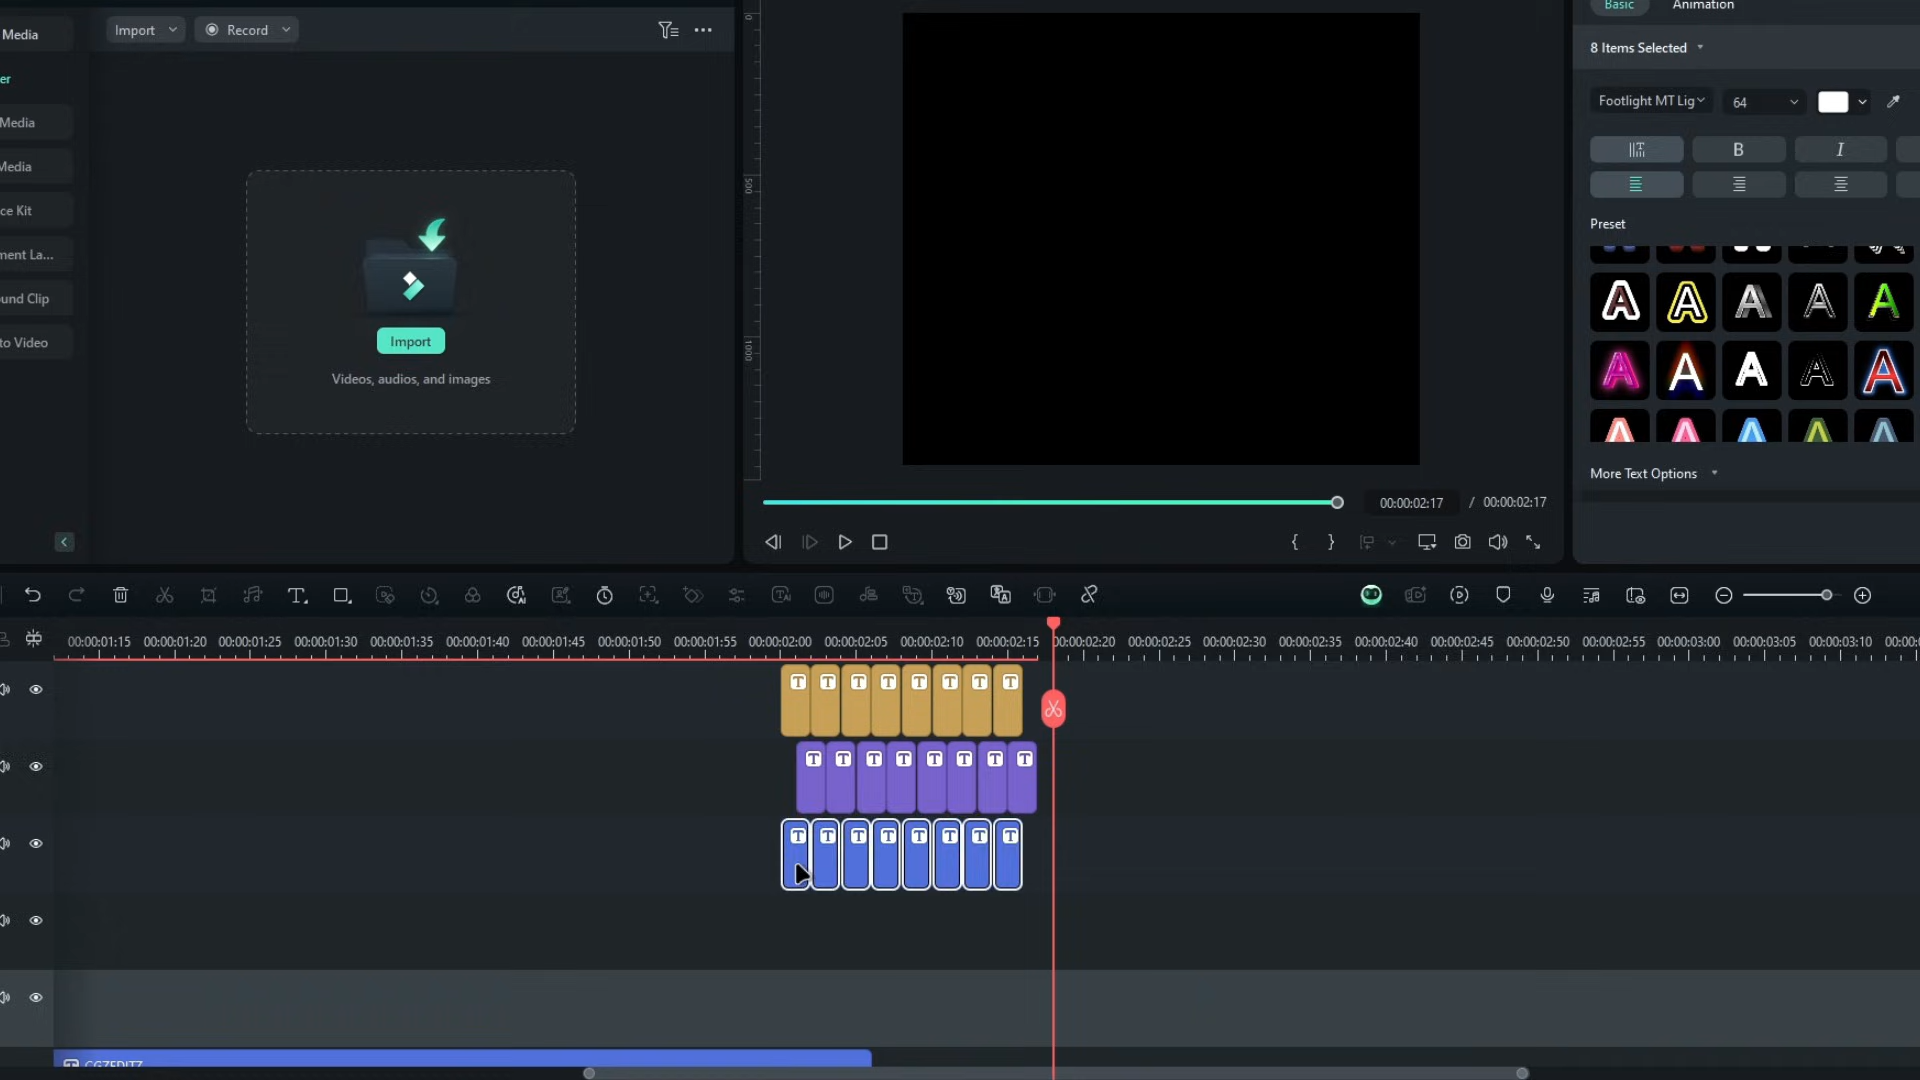 Media
Import
Record
er
Media
Media
ce Kit
ment La...
und Clip
to Video
Import
Videos, audios, and images
0
500
1000
00:00:02:17 / 00:00:02:17
Basic
Animation
8 Items Selected
Footlight MT Lig
64
B
I
Preset
A A A A A
A A A A A
A A A A A
More Text Options
00:00:01:15 00:00:01:20 00:00:01:25 00:00:01:30 00:00:01:35 00:00:01:40 00:00:01:45 00:00:01:50 00:00:01:55 00:00:02:00 00:00:02:05 00:00:02:10 00:00:02:15 00:00:02:20 00:00:02:25 00:00:02:30 00:00:02:35 00:00:02:40 00:00:02:45 00:00:02:50 00:00:02:55 00:00:03:00 00:00:03:05 00:00:03:10 00:00:0
T T T T T T T T
T T T T T T T T
T T T T T T T T